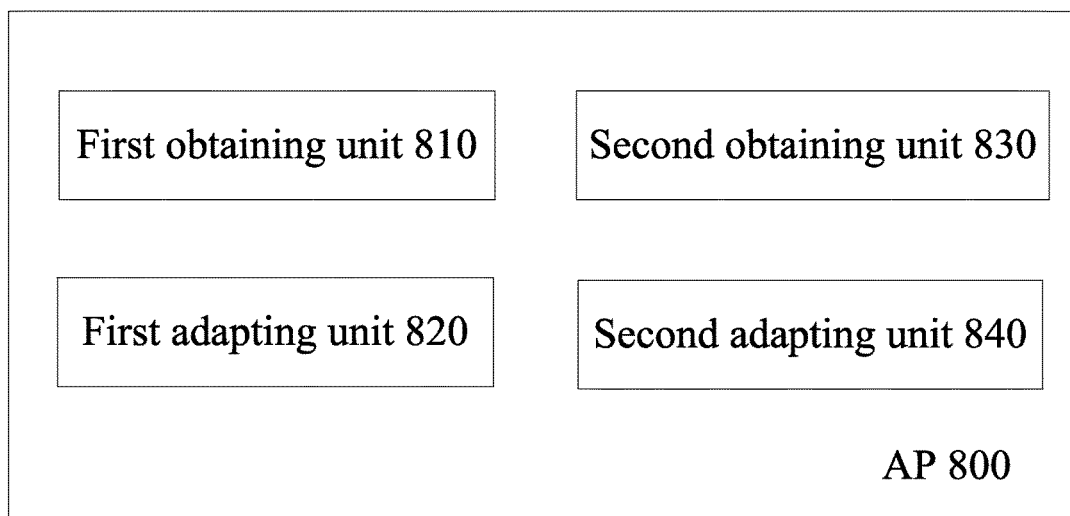 First obtaining unit 810
Second obtaining unit 830
First adapting unit 820
Second adapting unit 840
AP 800